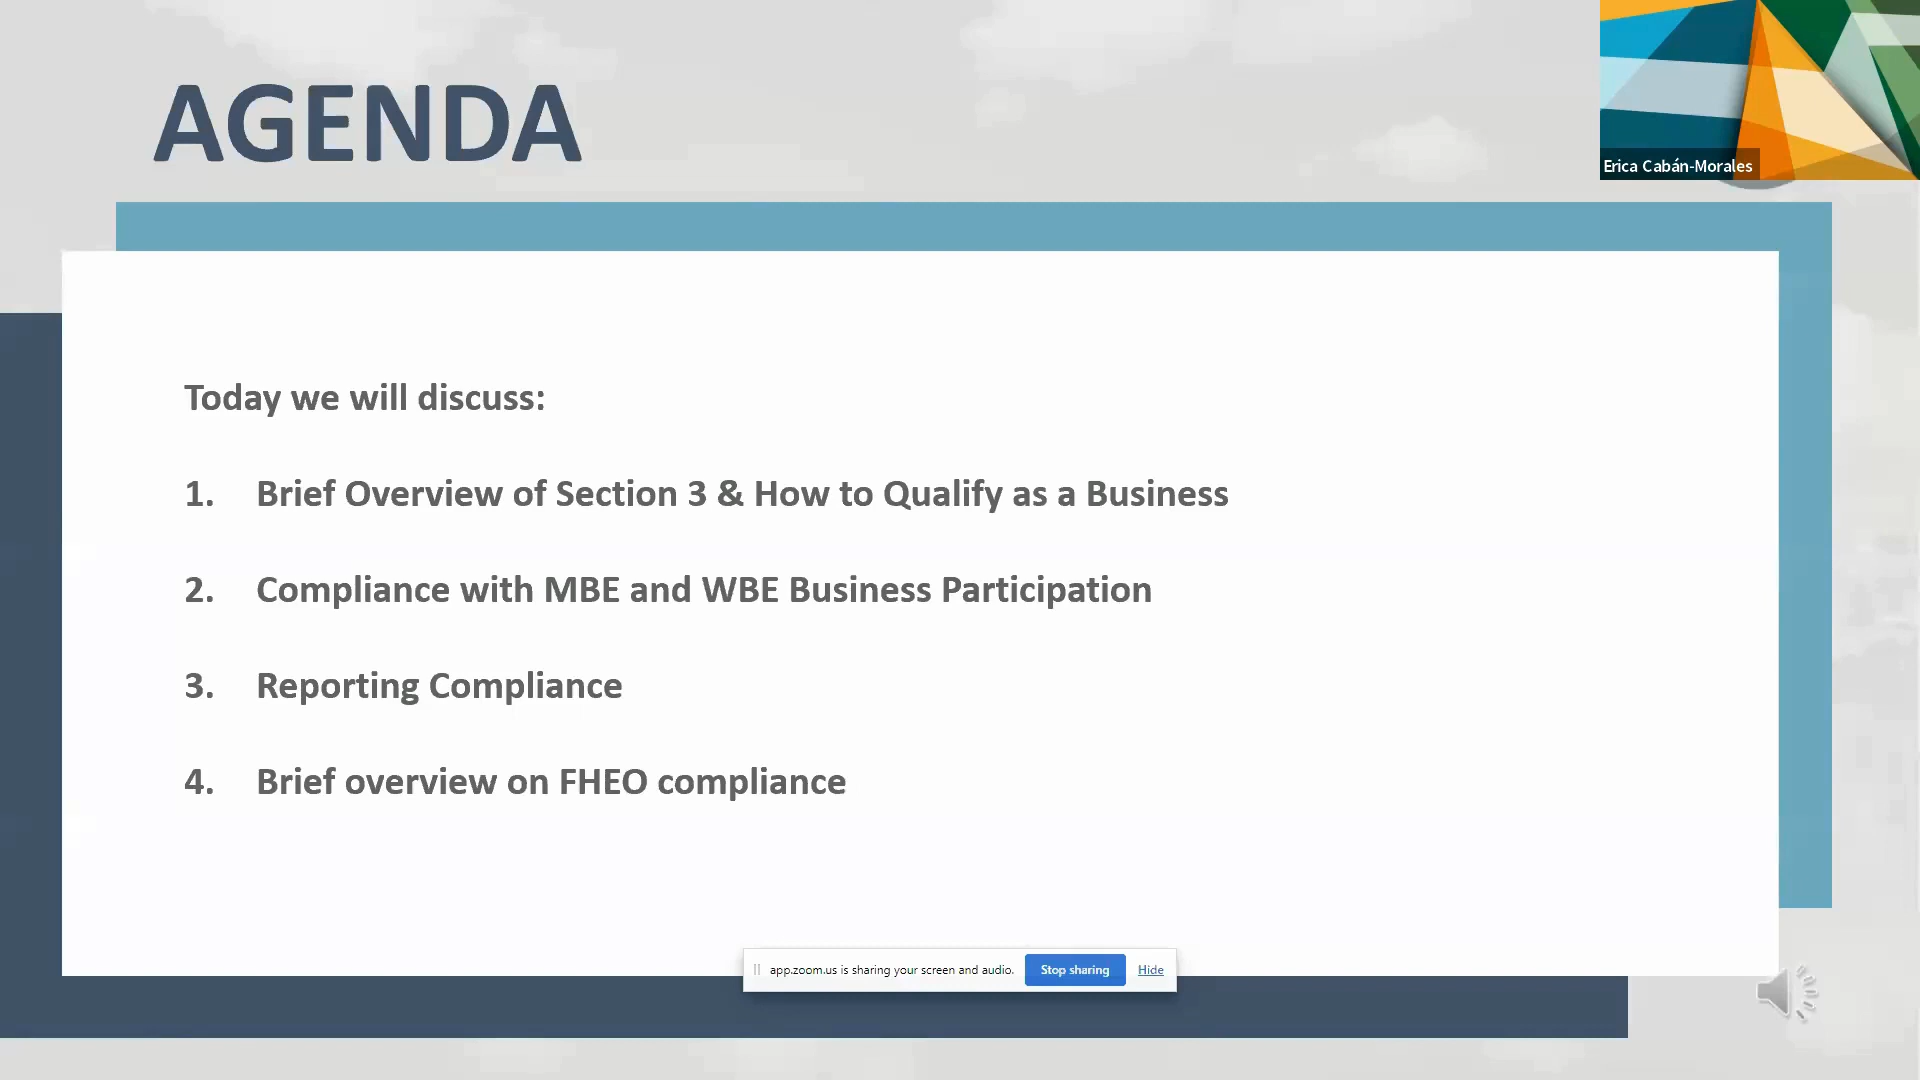 AGENDA
Erica Cabán-Morales
Today we will discuss:
1. Brief Overview of Section 3 & How to Qualify as a Business
2. Compliance with MBE and WBE Business Participation
3. Reporting Compliance
4. Brief overview on FHEO compliance
app.zoom.us is sharing your screen and audio. Stop sharing Hide